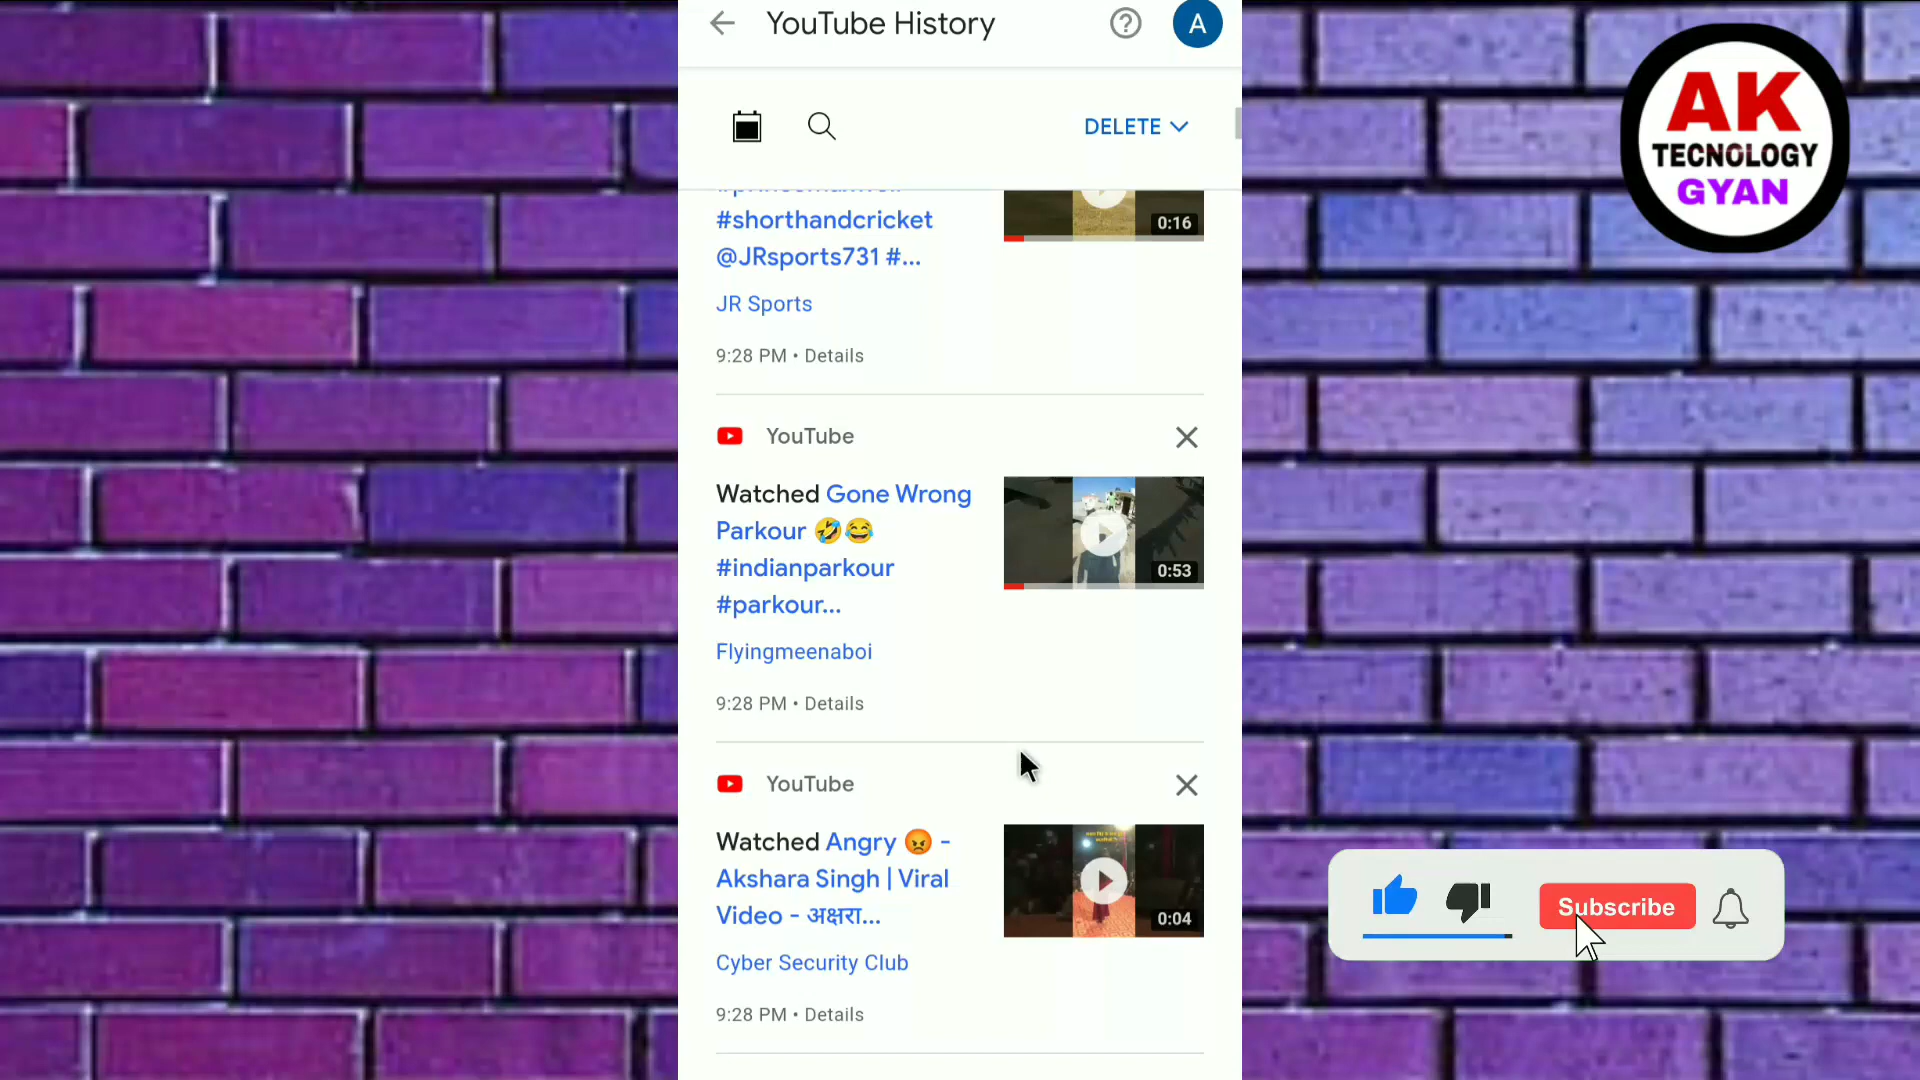 YouTube History
A
DELETE
#shorthandcricket
@JRsports731 #...
0:16
JR Sports
9:28 PM • Details
YouTube
Watched Gone Wrong
Parkour 🤣😂
#indianparkour
#parkour...
0:53
Flyingmeenaboi
9:28 PM • Details
YouTube
Watched Angry 😡 -
Akshara Singh | Viral
Video - अक्षरा...
0:04
Cyber Security Club
9:28 PM • Details
AK
TECNOLOGY
GYAN
Subscribe